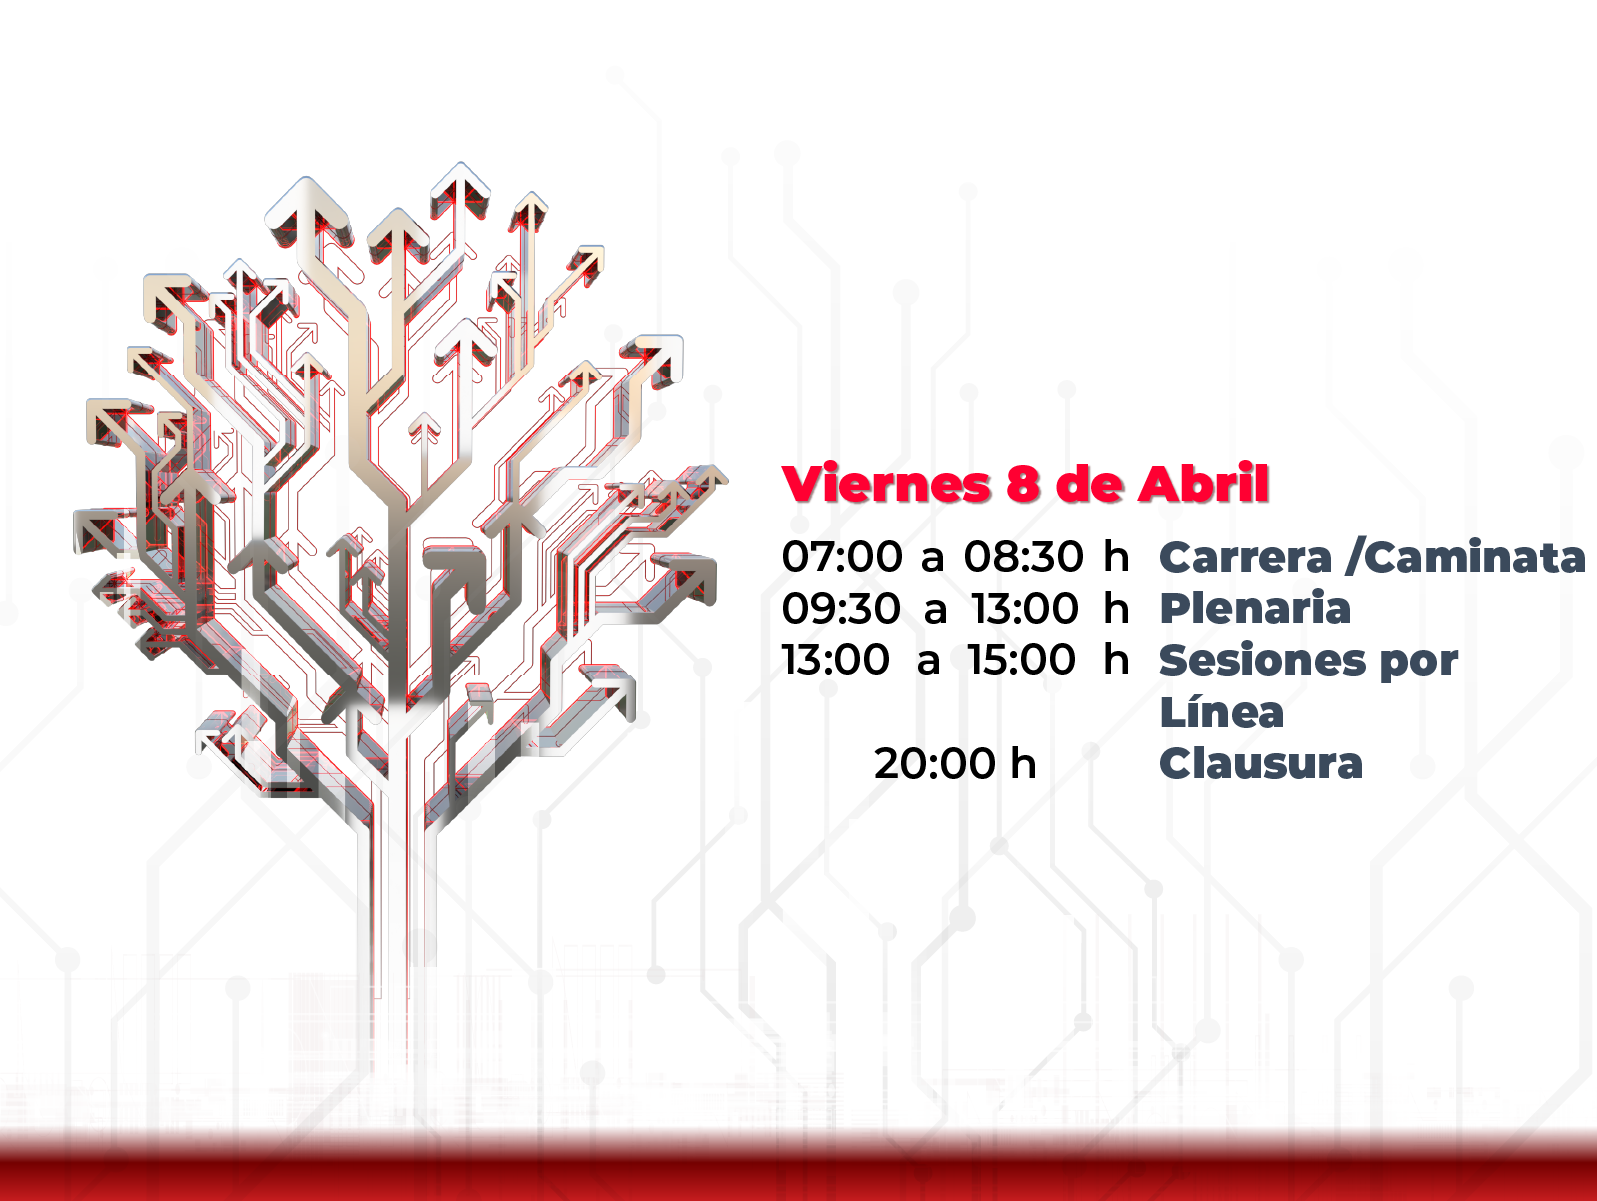 Viernes 8 de Abril
07:00 a 08:30 h Carrera /Caminata
09:30 a 13:00 h Plenaria
13:00 a 15:00 h Sesiones por
Línea
20:00 h Clausura